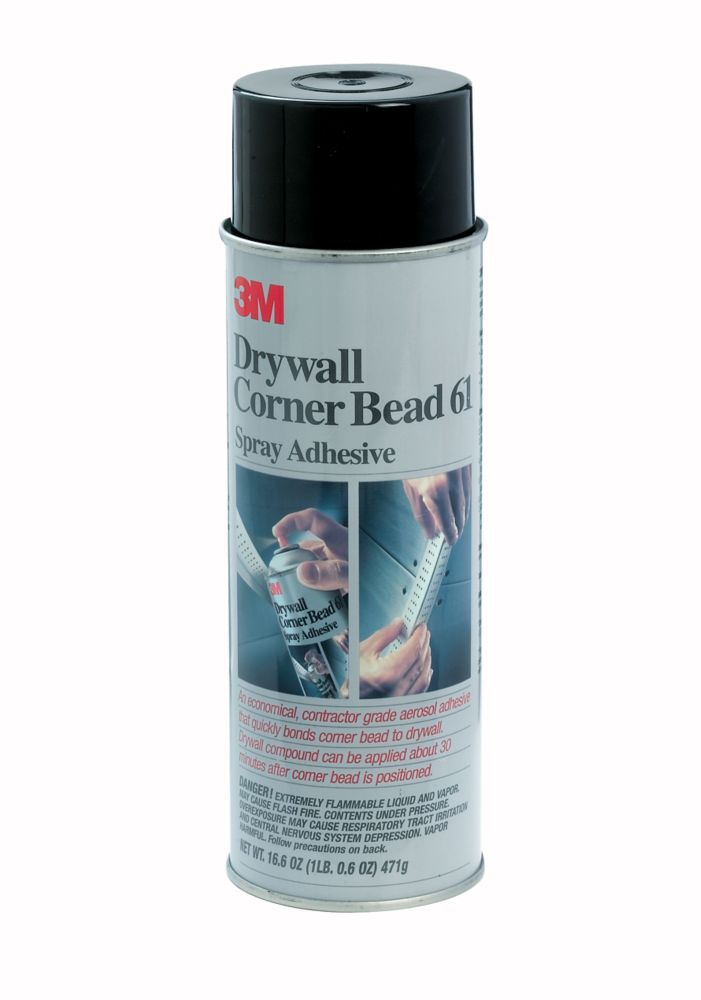 3M
Drywall
Corner Bead 61
Spray Adhesive
3M
Drywall
Corner Bead 61
Spray Adhesive
An economical, contractor grade aerosol adhesive
that quickly bonds corner bead to drywall.
Drywall compound can be applied about 30
minutes after corner bead is positioned.
DANGER! EXTREMELY FLAMMABLE LIQUID AND VAPOR.
MAY CAUSE FLASH FIRE. CONTENTS UNDER PRESSURE.
OVEREXPOSURE MAY CAUSE RESPIRATORY TRACT IRRITATION
AND CENTRAL NERVOUS SYSTEM DEPRESSION. VAPOR
HARMFUL. Follow precautions on back.
NET WT. 16.6 OZ (1LB. 0.6 OZ) 471g